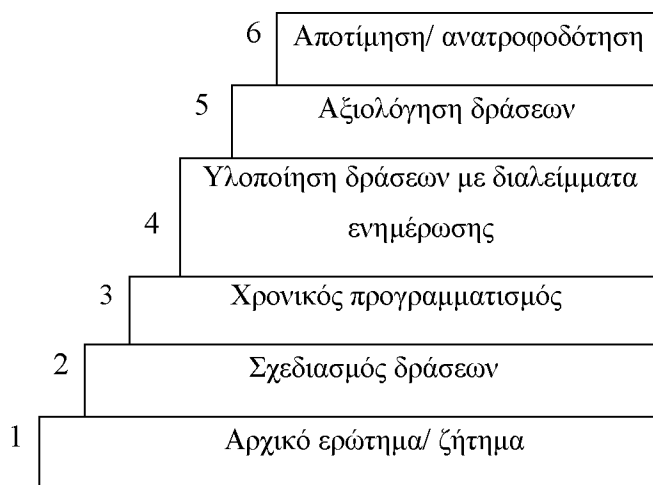 6 Αποτίμηση/ ανατροφοδότηση
5 Αξιολόγηση δράσεων
Υλοποίηση δράσεων με διαλείμματα
4 ενημέρωσης
3 Χρονικός προγραμματισμός
2 Σχεδιασμός δράσεων
1 Αρχικό ερώτημα/ ζήτημα